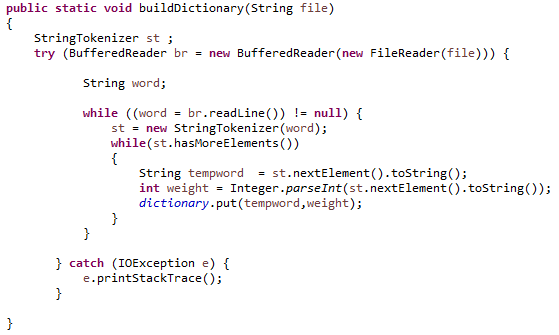 public static void buildDictionary(String file)
{
    StringTokenizer st ;
    try (BufferedReader br = new BufferedReader(new FileReader(file))) {

           String word;

           while ((word = br.readLine()) != null) {
               st = new StringTokenizer(word);
               while(st.hasMoreElements())
               {
                   String tempword  = st.nextElement().toString();
                   int weight = Integer.parseInt(st.nextElement().toString());
                   dictionary.put(tempword,weight);
               }
           }

       } catch (IOException e) {
           e.printStackTrace();
       }

}